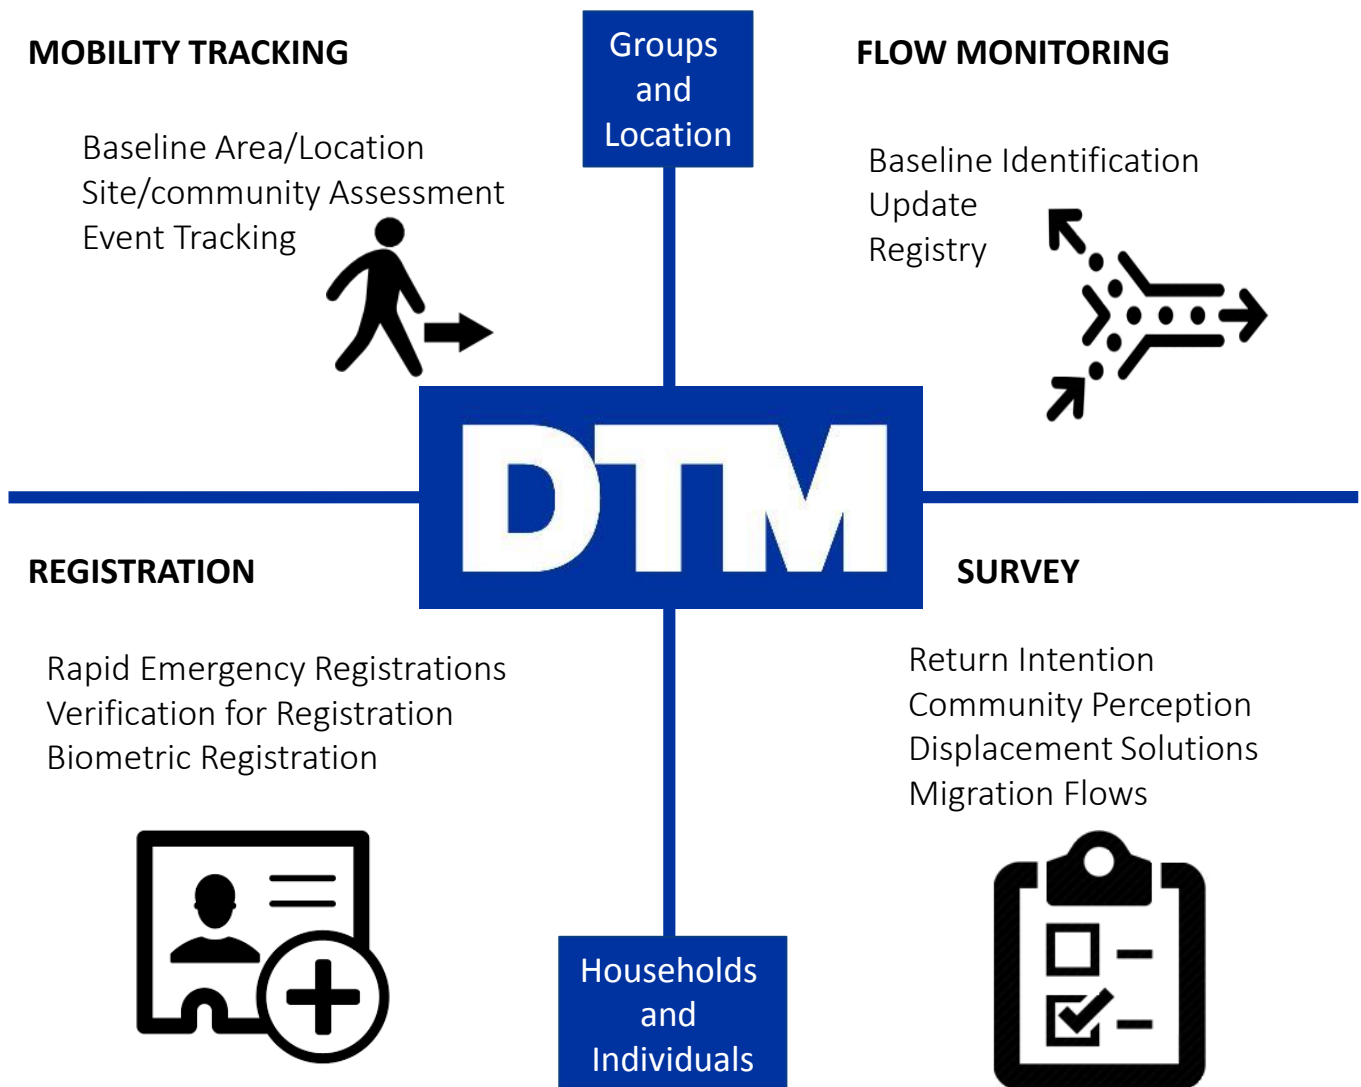 MOBILITY TRACKING
Baseline Area/Location
Site/community Assessment
Event Tracking
Groups
and
Location
FLOW MONITORING
Baseline Identification
Update
Registry
DTM
REGISTRATION
Rapid Emergency Registrations
Verification for Registration
Biometric Registration
SURVEY
Return Intention
Community Perception
Displacement Solutions
Migration Flows
Households
and
Individuals